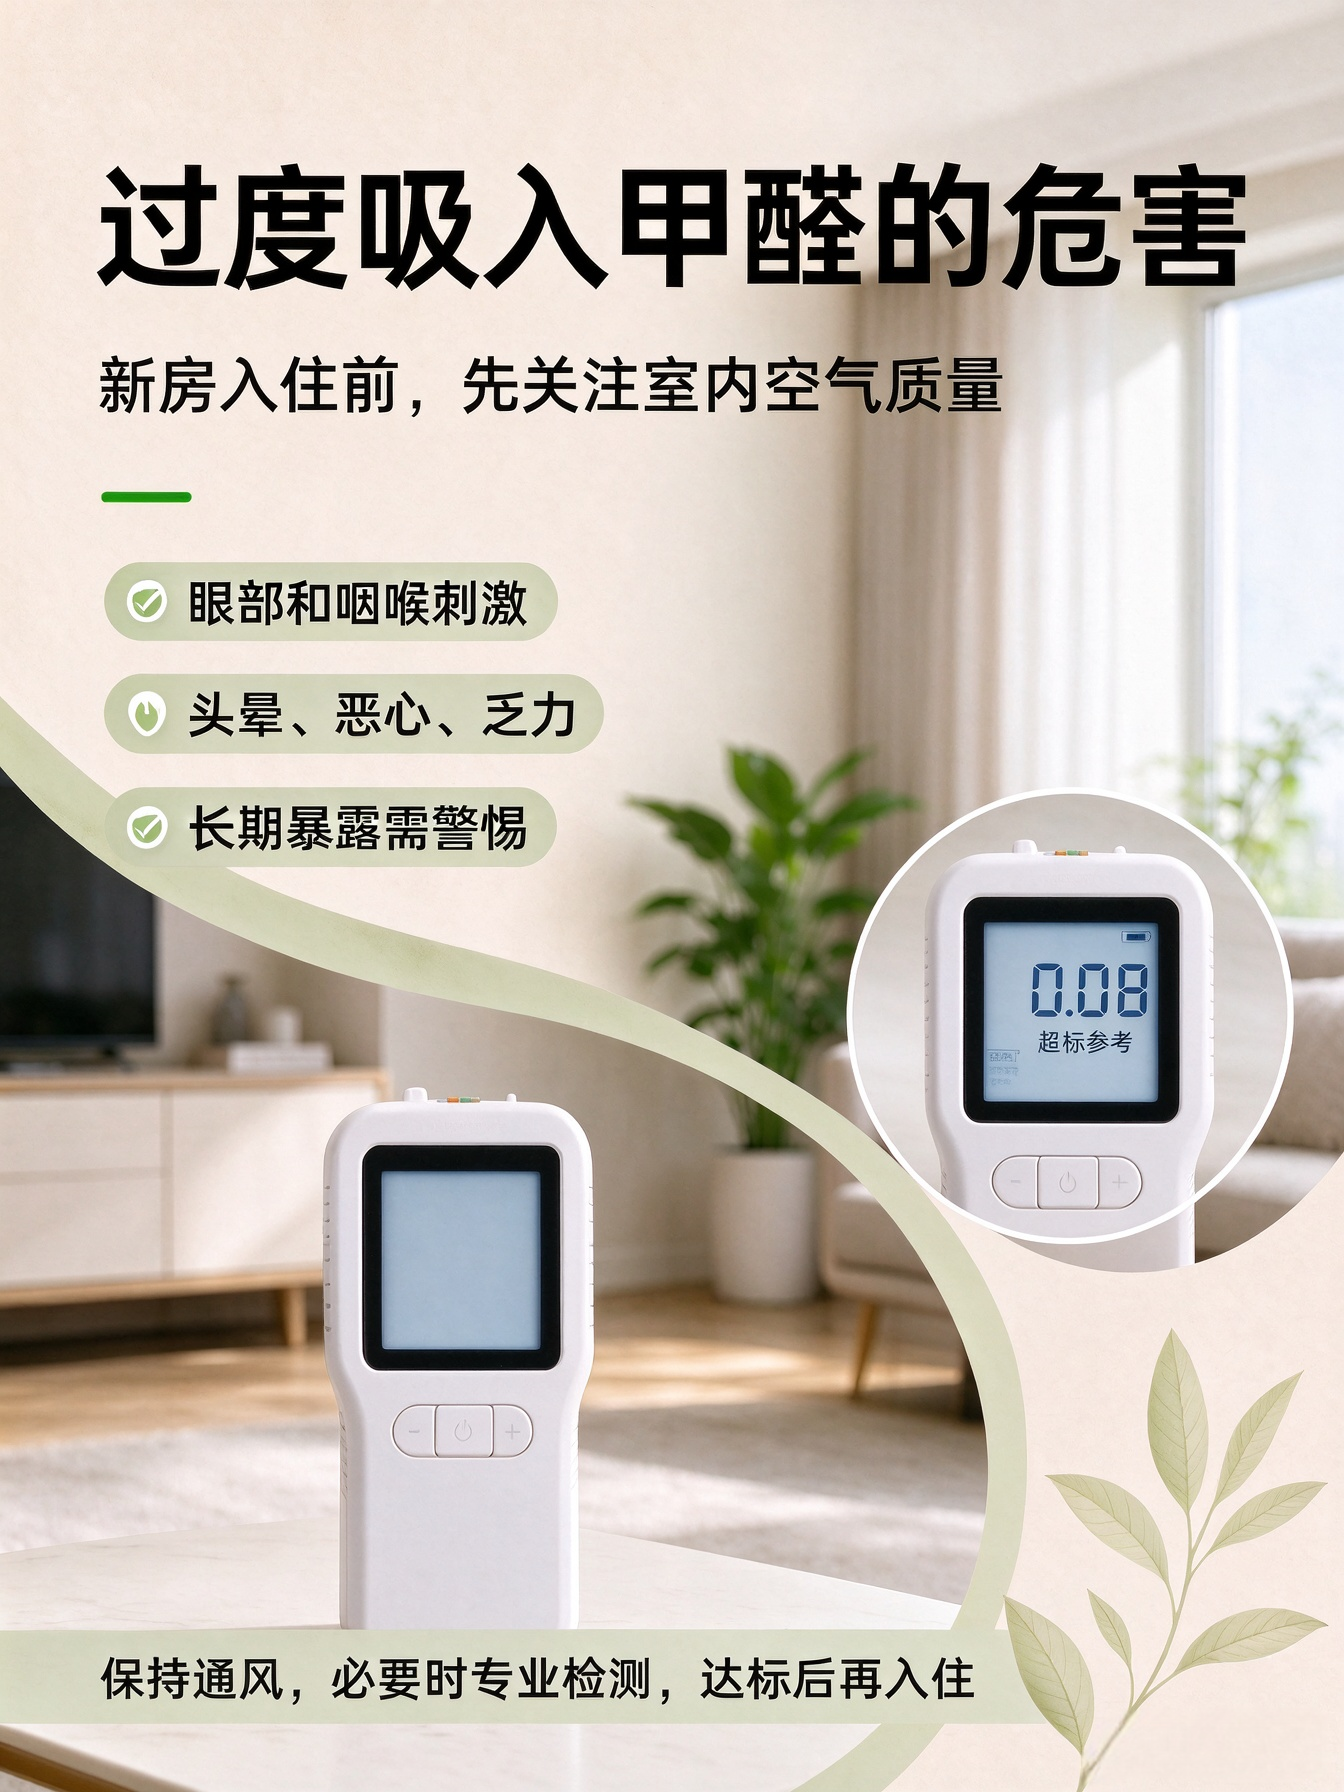 过度吸入甲醛的危害
新房入住前，先关注室内空气质量
眼部和咽喉刺激
头晕、恶心、乏力
长期暴露需警惕
0.08
超标参考
保持通风，必要时专业检测，达标后再入住